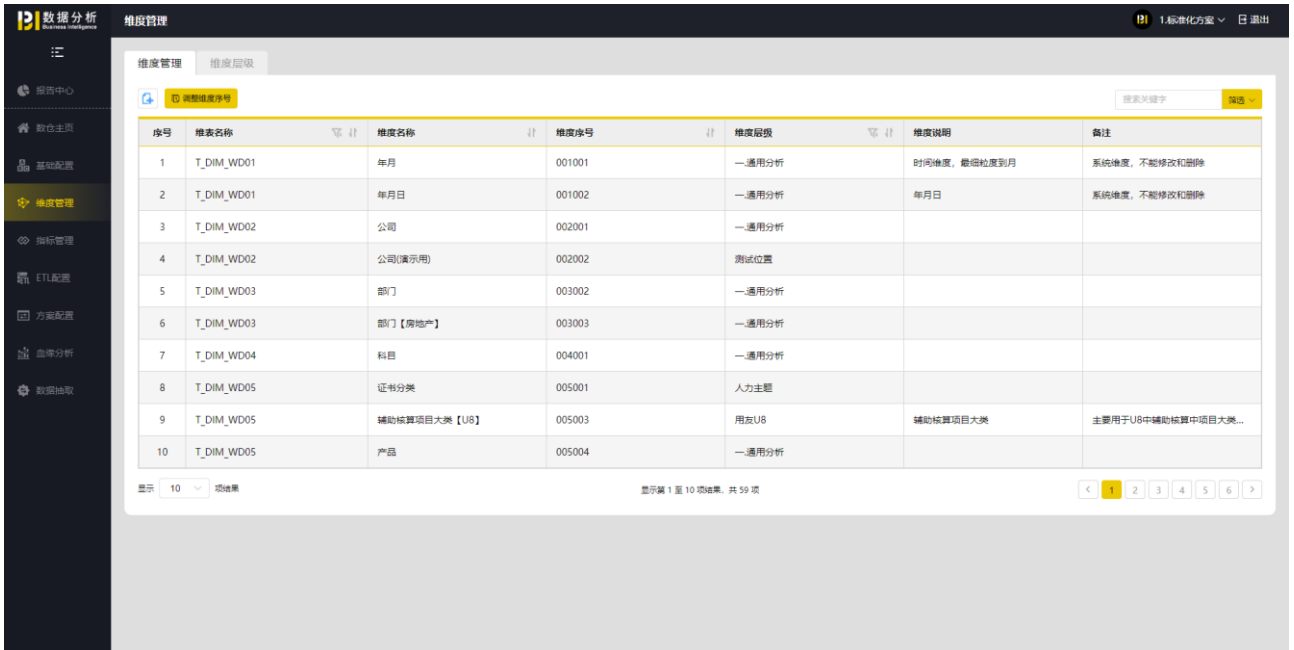 数据分析 维度管理 1.标准化方案 退出
Business Intelligence
维度管理 维度层级
报告中心
调整维度序号 搜索关键字 筛选
数仓主页
基础配置
维度管理
指标管理
ETL配置
方案配置
血缘分析
数据抽取
序号 维表名称 维度名称 维度序号 维度层级 维度说明 备注
1 T_DIM_WD01 年月 001001 一.通用分析 时间维度，最细粒度到月 系统维度，不能修改和删除
2 T_DIM_WD01 年月日 001002 一.通用分析 年月日 系统维度，不能修改和删除
3 T_DIM_WD02 公司 002001 一.通用分析
4 T_DIM_WD02 公司(演示用) 002002 测试位置
5 T_DIM_WD03 部门 003002 一.通用分析
6 T_DIM_WD03 部门【房地产】 003003 一.通用分析
7 T_DIM_WD04 科目 004001 一.通用分析
8 T_DIM_WD05 证书分类 005001 人力主题
9 T_DIM_WD05 辅助核算项目大类【U8】 005003 用友U8 辅助核算项目大类 主要用于U8中辅助核算中项目大类...
10 T_DIM_WD05 产品 005004 一.通用分析
显示 10 项结果 显示第 1 至 10 项结果，共 59 项 1 2 3 4 5 6